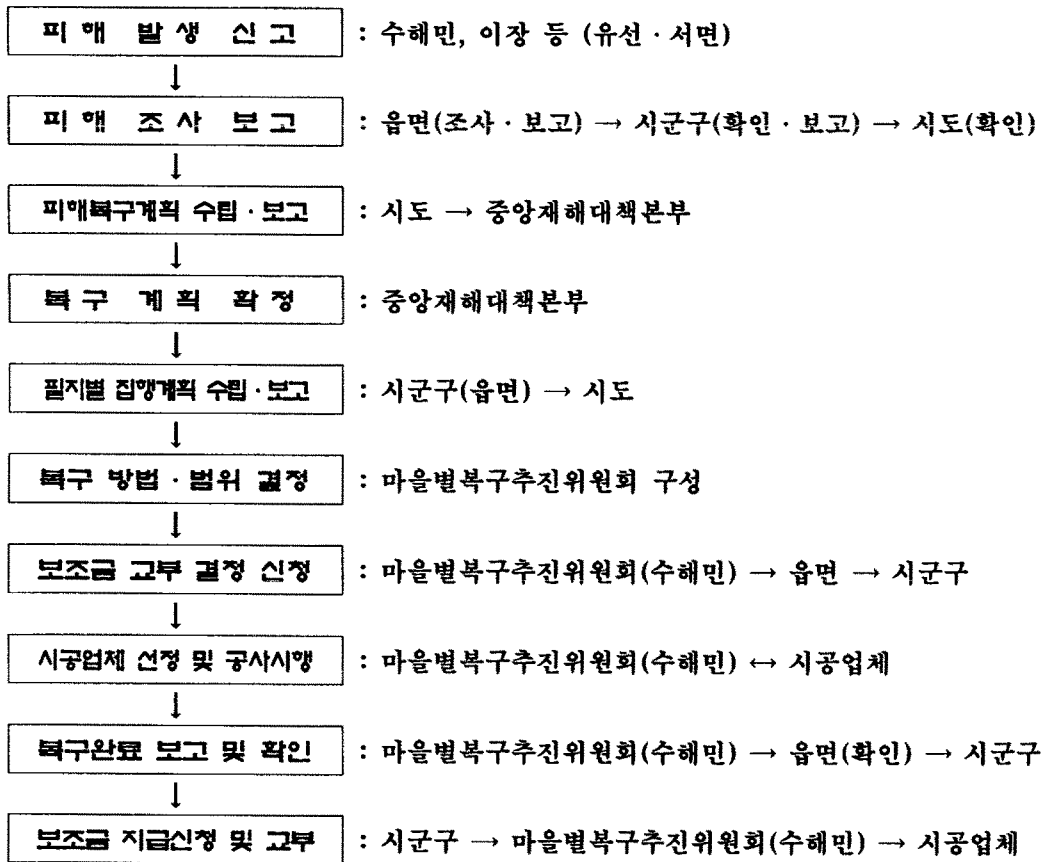 피 해 발 생 신 고 : 수해민, 이장 등 (유선 · 서면)
↓
피 해 조 사 보 고 : 읍면(조사 · 보고) → 시군구(확인 · 보고) → 시도(확인)
↓
피해복구계획 수립 · 보고 : 시도 → 중앙재해대책본부
↓
복 구 계 획 확 정 : 중앙재해대책본부
↓
필지별 집행계획 수립 · 보고 : 시군구(읍면) → 시도
↓
복구 방법 · 범위 결정 : 마을별복구추진위원회 구성
↓
보조금 교부 결정 신청 : 마을별복구추진위원회(수해민) → 읍면 → 시군구
↓
시공업체 선정 및 공사시행 : 마을별복구추진위원회(수해민) ↔ 시공업체
↓
복구완료 보고 및 확인 : 마을별복구추진위원회(수해민) → 읍면(확인) → 시군구
↓
보조금 지급신청 및 교부 : 시군구 → 마을별복구추진위원회(수해민) → 시공업체